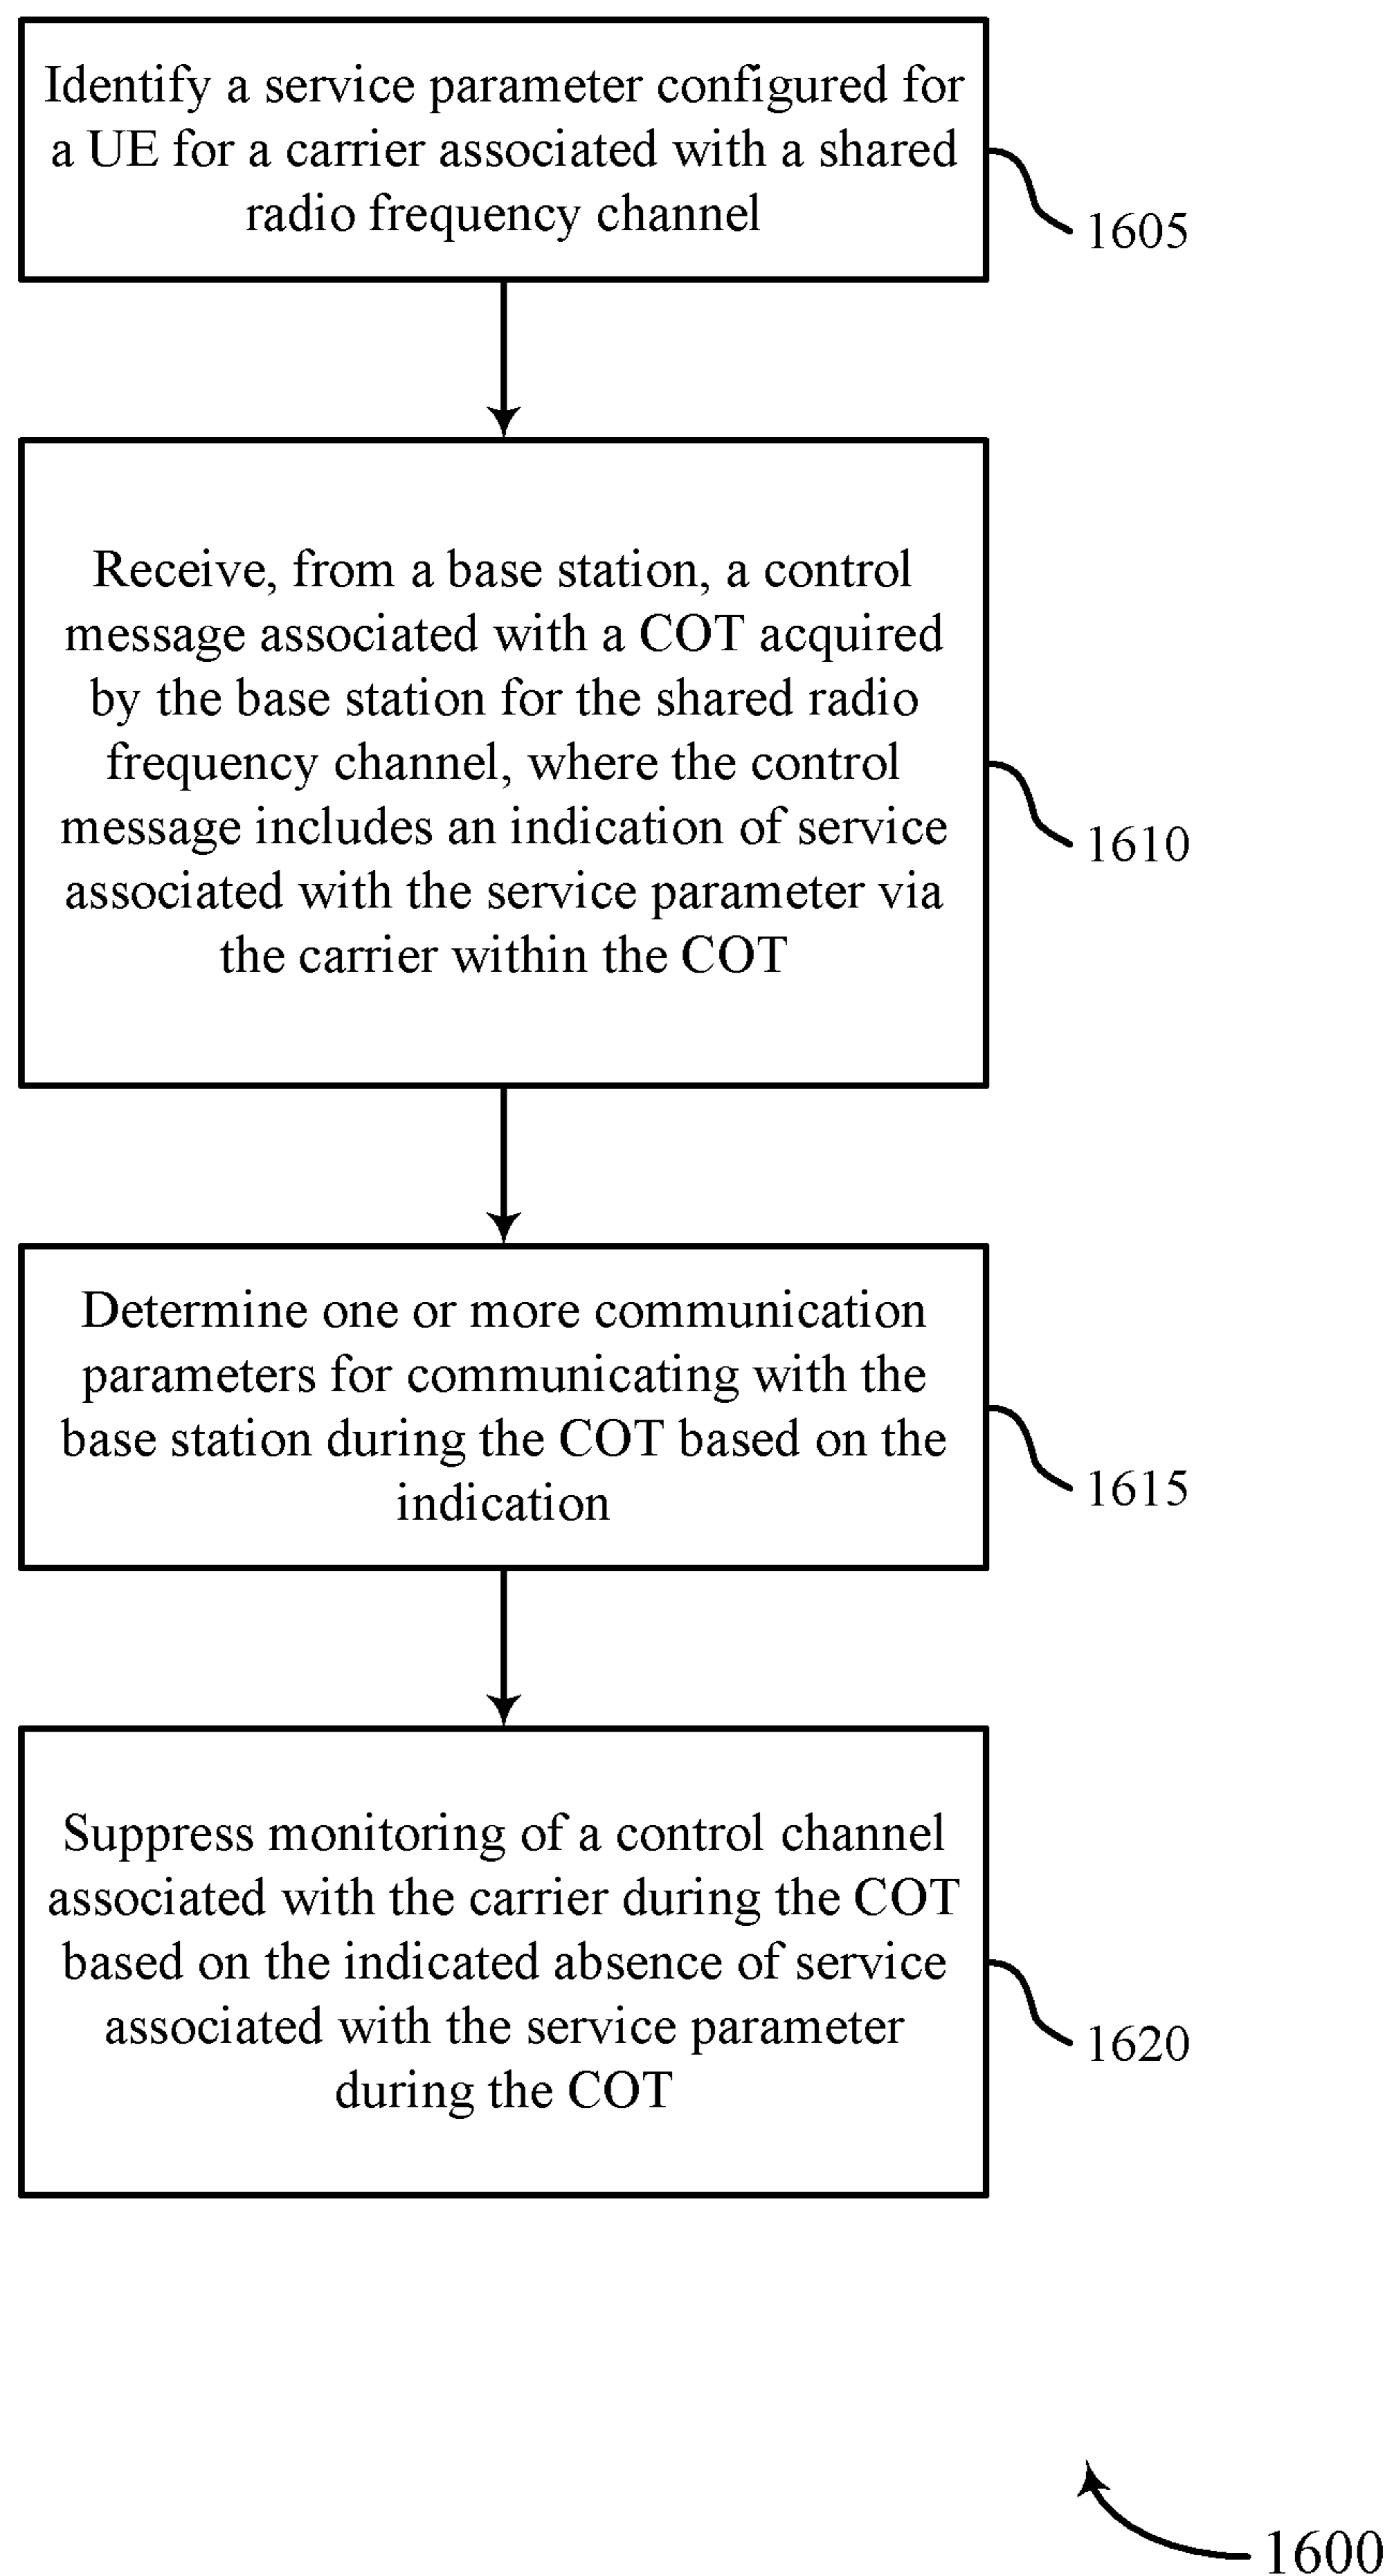 Identify a service parameter configured for
a UE for a carrier associated with a shared
radio frequency channel
1605
Receive, from a base station, a control
message associated with a COT acquired
by the base station for the shared radio
frequency channel, where the control
message includes an indication of service
associated with the service parameter via
the carrier within the COT
1610
Determine one or more communication
parameters for communicating with the
base station during the COT based on the
indication
1615
Suppress monitoring of a control channel
associated with the carrier during the COT
based on the indicated absence of service
associated with the service parameter
during the COT
1620
1600